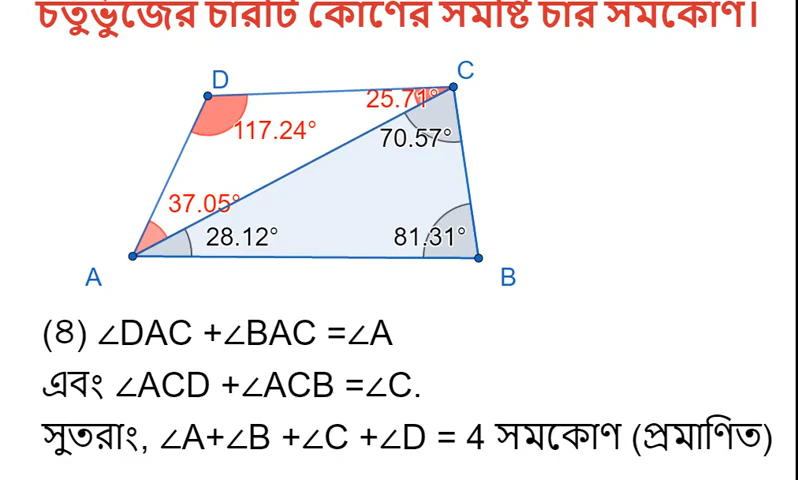 চতুর্ভুজের চারটি কোণের সমষ্টি চার সমকোণ।
D
C
25.71°
117.24°
70.57°
37.05°
28.12°
81.31°
A
B
(8) ∠DAC +∠BAC =∠A
এবং ∠ACD +∠ACB =∠C.
সুতরাং, ∠A+∠B +∠C +∠D = 4 সমকোণ (প্রমাণিত)